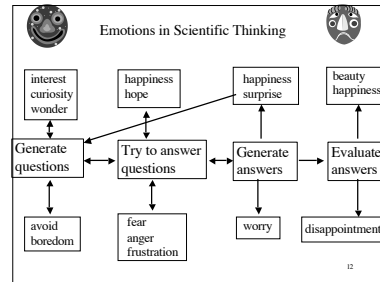 Emotions in Scientific Thinking
interest
curiosity
wonder
happiness
hope
happiness
surprise
beauty
happiness
Generate
questions
Try to answer
questions
Generate
answers
Evaluate
answers
avoid
boredom
fear
anger
frustration
worry
disappointment
12